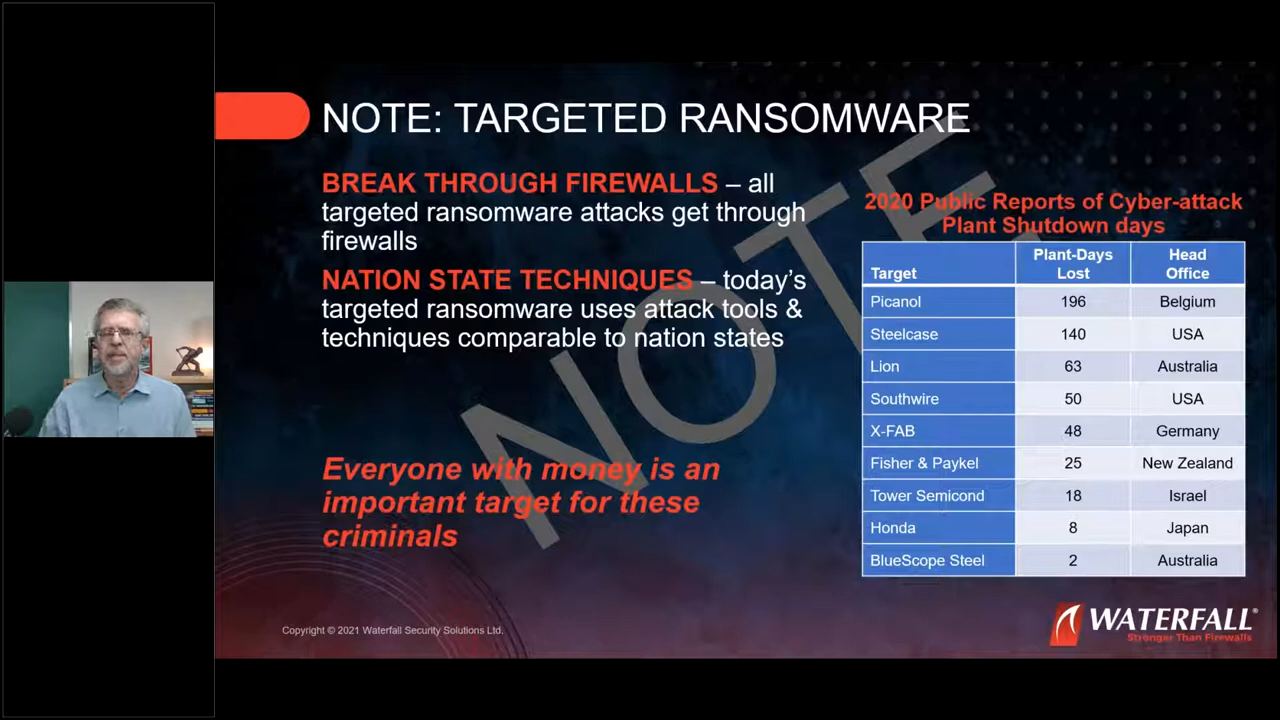 NOTE: TARGETED RANSOMWARE
BREAK THROUGH FIREWALLS – all
targeted ransomware attacks get through
firewalls
NATION STATE TECHNIQUES – today's
targeted ransomware uses attack tools &
techniques comparable to nation states
Everyone with money is an
important target for these
criminals
NOTE
2020 Public Reports of Cyber-attack
Plant Shutdown days
Target Plant-Days Lost Head Office
Picanol 196 Belgium
Steelcase 140 USA
Lion 63 Australia
Southwire 50 USA
X-FAB 48 Germany
Fisher & Paykel 25 New Zealand
Tower Semicond 18 Israel
Honda 8 Japan
BlueScope Steel 2 Australia
Copyright © 2021 Waterfall Security Solutions Ltd.
WATERFALL®
Stronger Than Firewalls